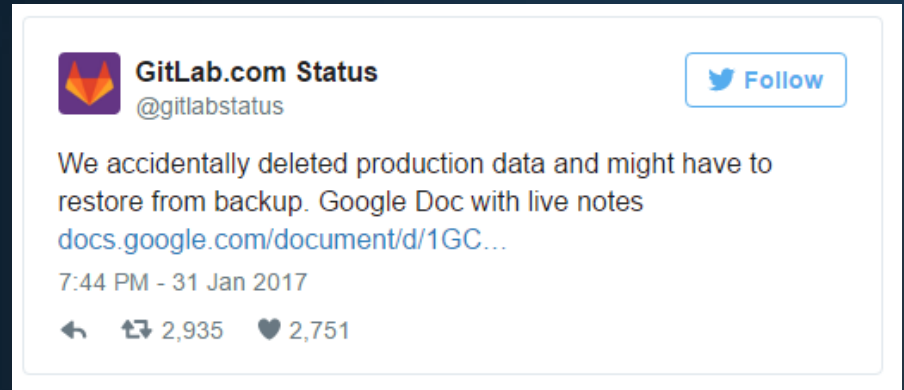 GitLab.com Status
Follow
@gitlabstatus
We accidentally deleted production data and might have to
restore from backup. Google Doc with live notes
docs.google.com/document/d/1GC...
7:44 PM - 31 Jan 2017
2,935 2,751